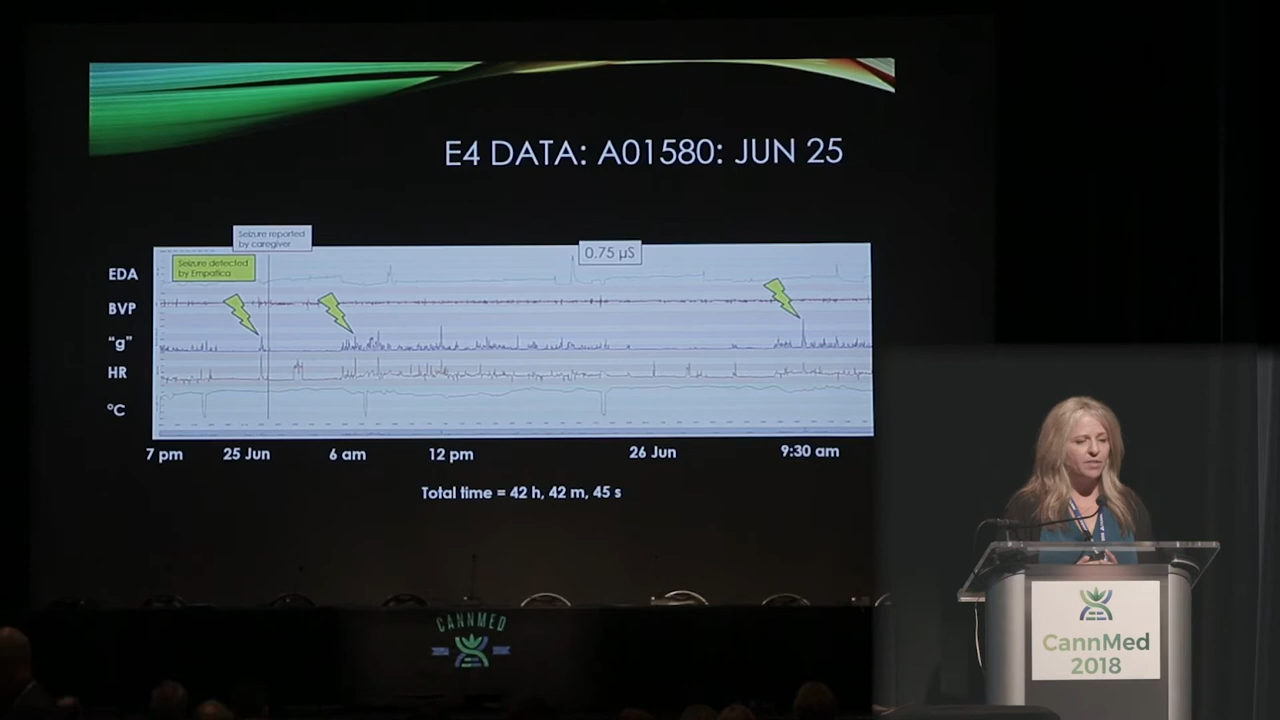 E4 DATA: A01580: JUN 25
Seizure reported
by caregiver
Seizure detected
by Empatica
0.75 µS
EDA
BVP
“g”
HR
°C
7 pm
25 Jun
6 am
12 pm
26 Jun
9:30 am
Total time = 42 h, 42 m, 45 s
CANNMED
CannMed
2018